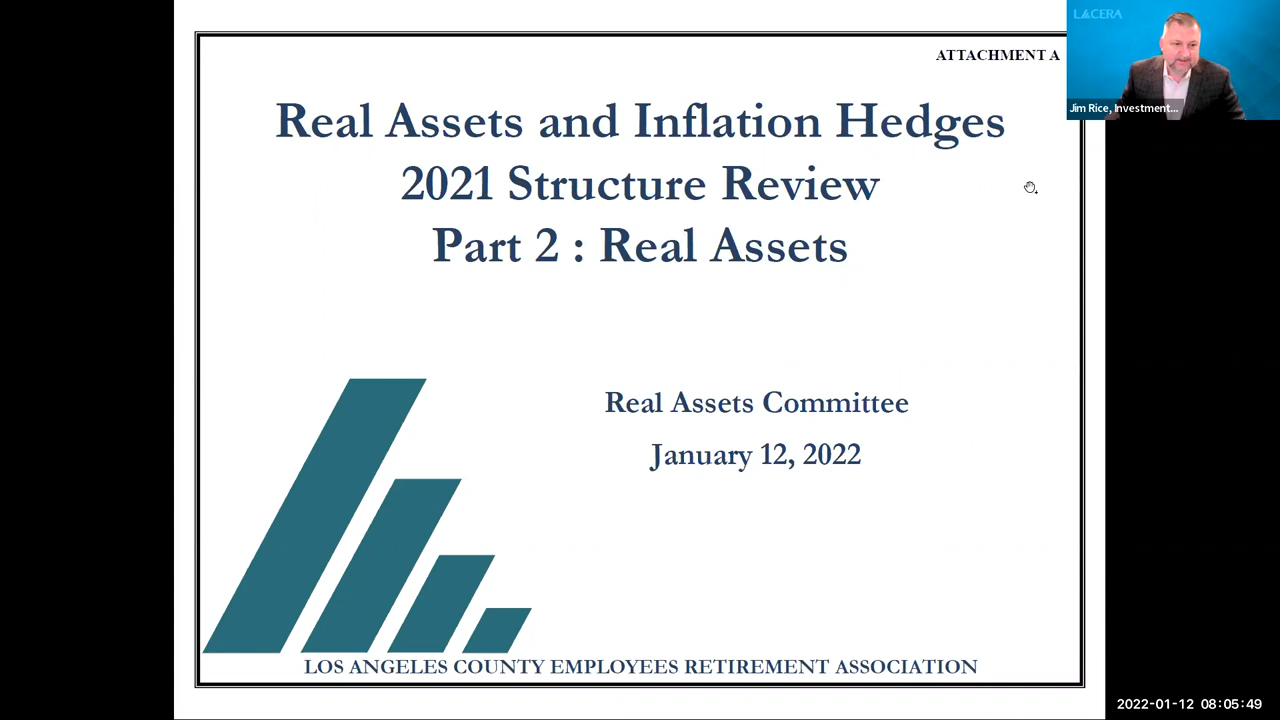 ATTACHMENT A
Real Assets and Inflation Hedges
2021 Structure Review
Part 2 : Real Assets
Real Assets Committee
January 12, 2022
LOS ANGELES COUNTY EMPLOYEES RETIREMENT ASSOCIATION
LACERA
Jim Rice, Investment...
2022-01-12 08:05:49